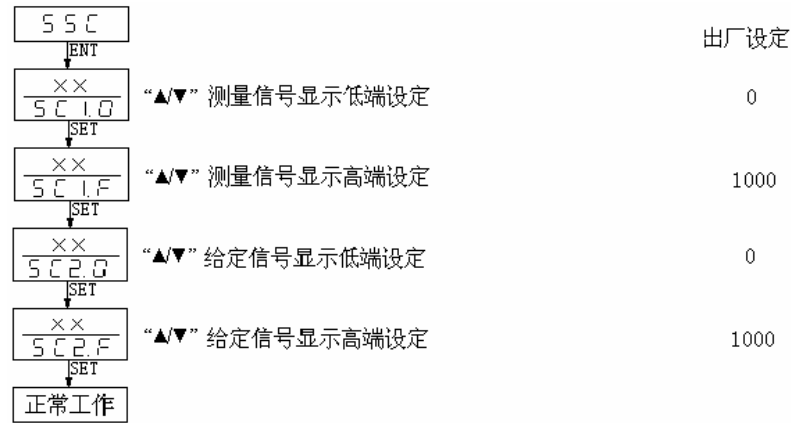 SSC
出厂设定
ENT
××
SC1.0
“▲/▼” 测量信号显示低端设定
0
SET
××
SC1.F
“▲/▼” 测量信号显示高端设定
1000
SET
××
SC2.0
“▲/▼” 给定信号显示低端设定
0
SET
××
SC2.F
“▲/▼” 给定信号显示高端设定
1000
SET
正常工作